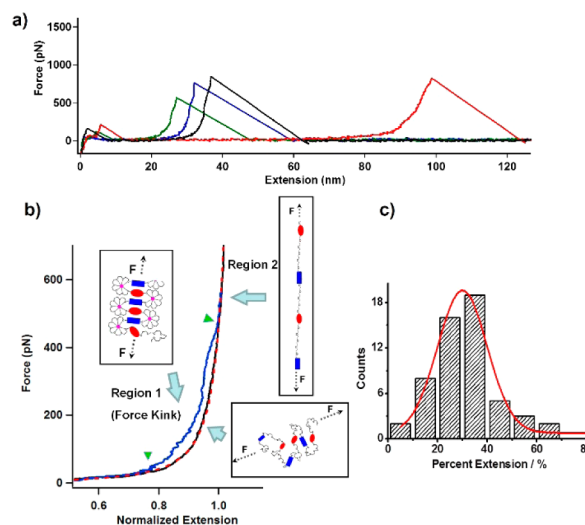 a)
1500
1000
500
0
Force (pN)
0 20 40 60 80 100 120
Extension (nm)
b)
600
400
200
0
Force (pN)
0.6 0.8 1.0
Normalized Extension
F
F
Region 1
(Force Kink)
Region 2
F
F
F
F
c)
18
12
6
0
Counts
0 20 40 60 80
Percent Extension / %